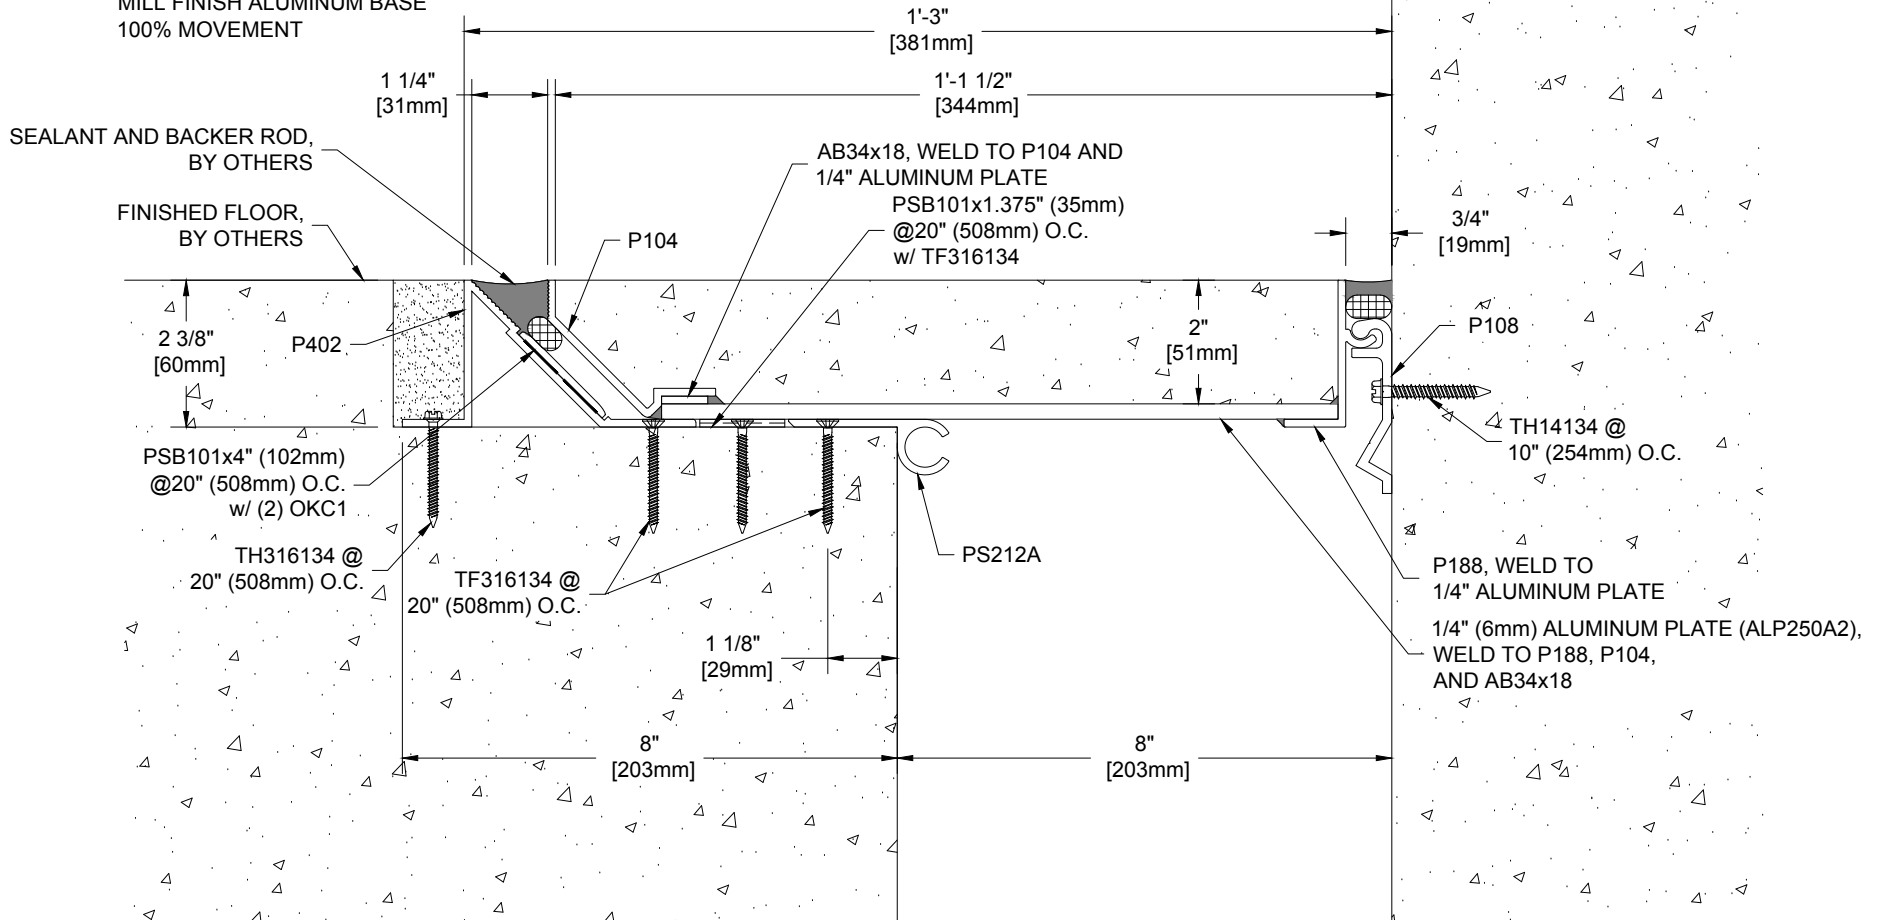 MILL FINISH ALUMINUM BASE
100% MOVEMENT
1'-3"
[381mm]
1 1/4"
[31mm]
1'-1 1/2"
[344mm]
SEALANT AND BACKER ROD,
BY OTHERS
AB34x18, WELD TO P104 AND
1/4" ALUMINUM PLATE
PSB101x1.375" (35mm)
@20" (508mm) O.C.
w/ TF316134
FINISHED FLOOR,
BY OTHERS
P104
3/4"
[19mm]
2 3/8"
[60mm]
P402
2"
[51mm]
P108
TH14134 @
10" (254mm) O.C.
PSB101x4" (102mm)
@20" (508mm) O.C.
w/ (2) OKC1
TH316134 @
20" (508mm) O.C.
TF316134 @
20" (508mm) O.C.
PS212A
P188, WELD TO
1/4" ALUMINUM PLATE
1/4" (6mm) ALUMINUM PLATE (ALP250A2),
WELD TO P188, P104,
AND AB34x18
1 1/8"
[29mm]
8"
[203mm]
8"
[203mm]